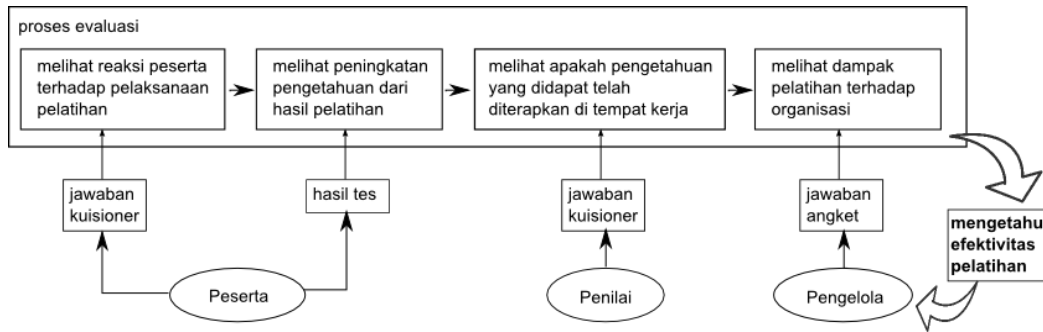 proses evaluasi
melihat reaksi peserta
terhadap pelaksanaan
pelatihan
melihat peningkatan
pengetahuan dari
hasil pelatihan
melihat apakah pengetahuan
yang didapat telah
diterapkan di tempat kerja
melihat dampak
pelatihan terhadap
organisasi
jawaban
kuisioner
hasil tes
jawaban
kuisioner
jawaban
angket
mengetahu
efektivitas
pelatihan
Peserta
Penilai
Pengelola